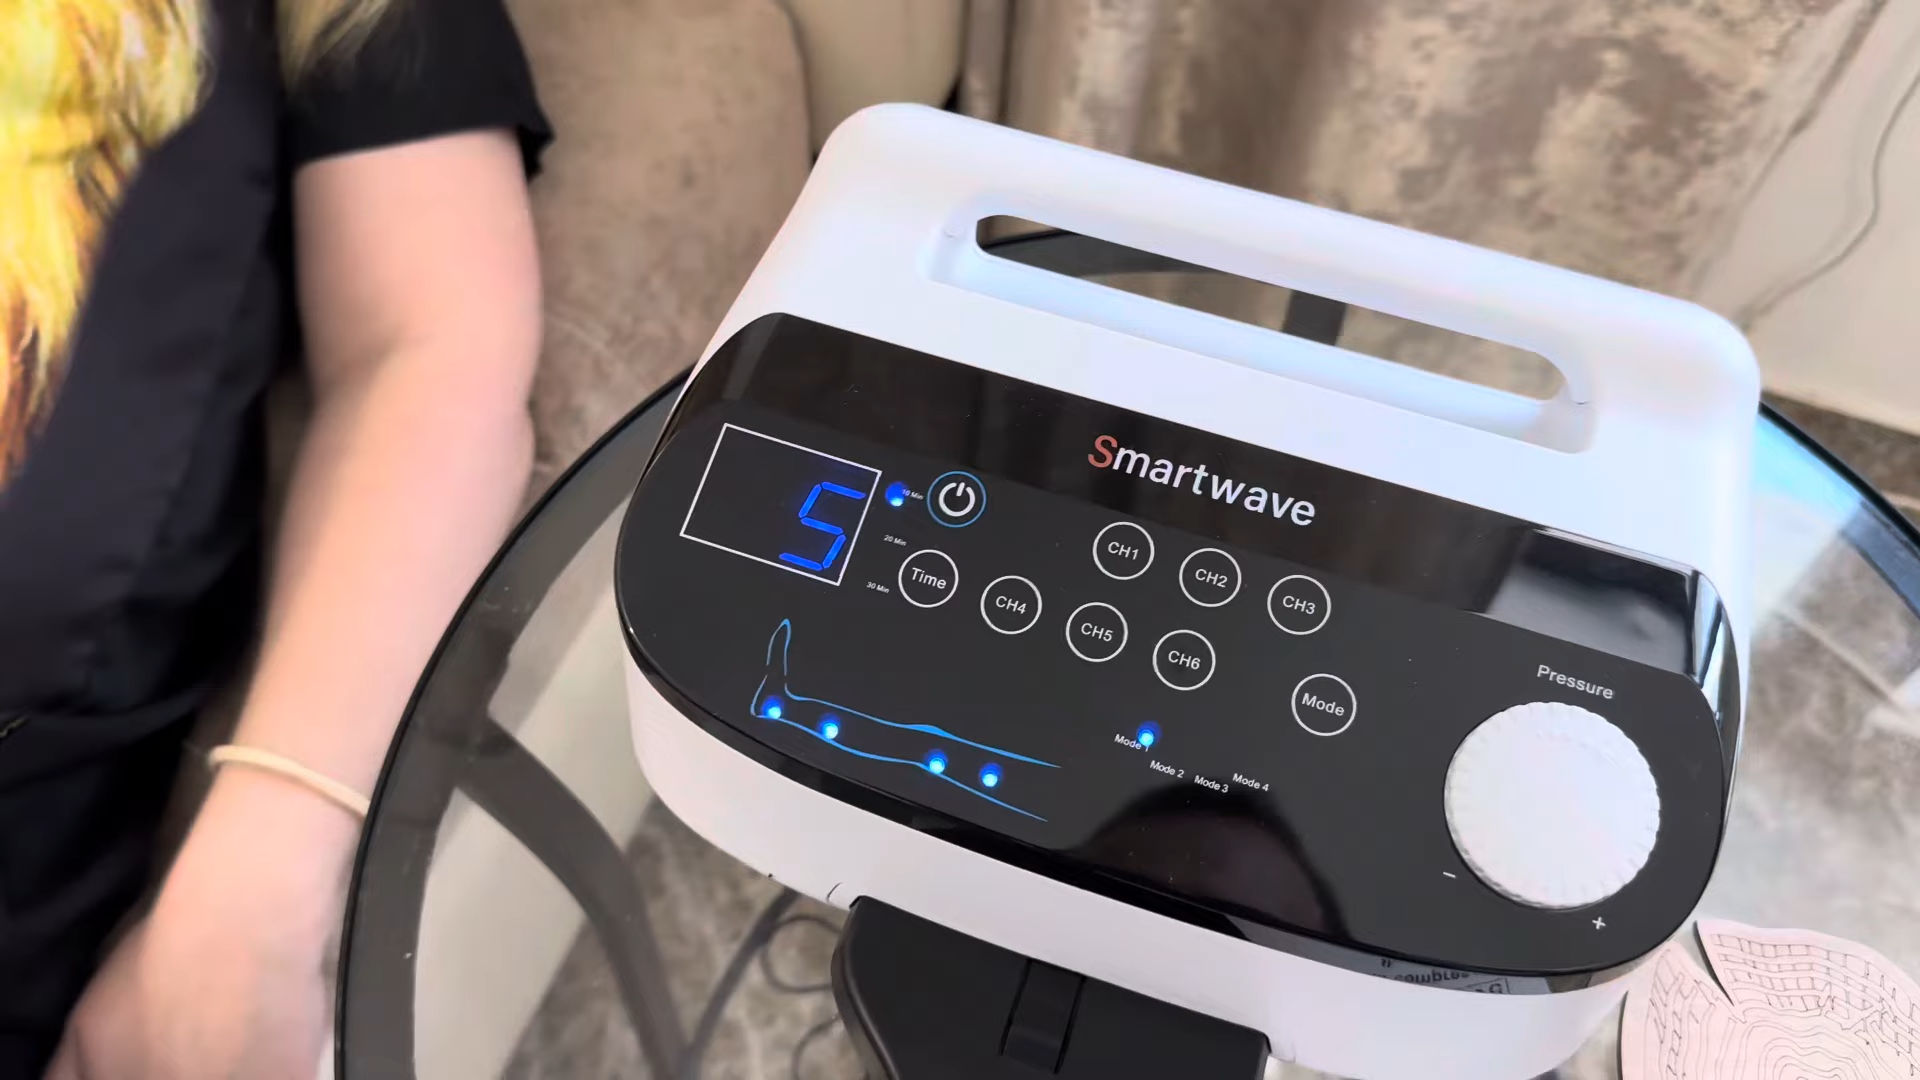 Smartwave
5
10 Min
20 Min
30 Min
Time
CH1
CH2
CH3
CH4
CH5
CH6
Mode
Mode 1
Mode 2
Mode 3
Mode 4
Pressure
−
+